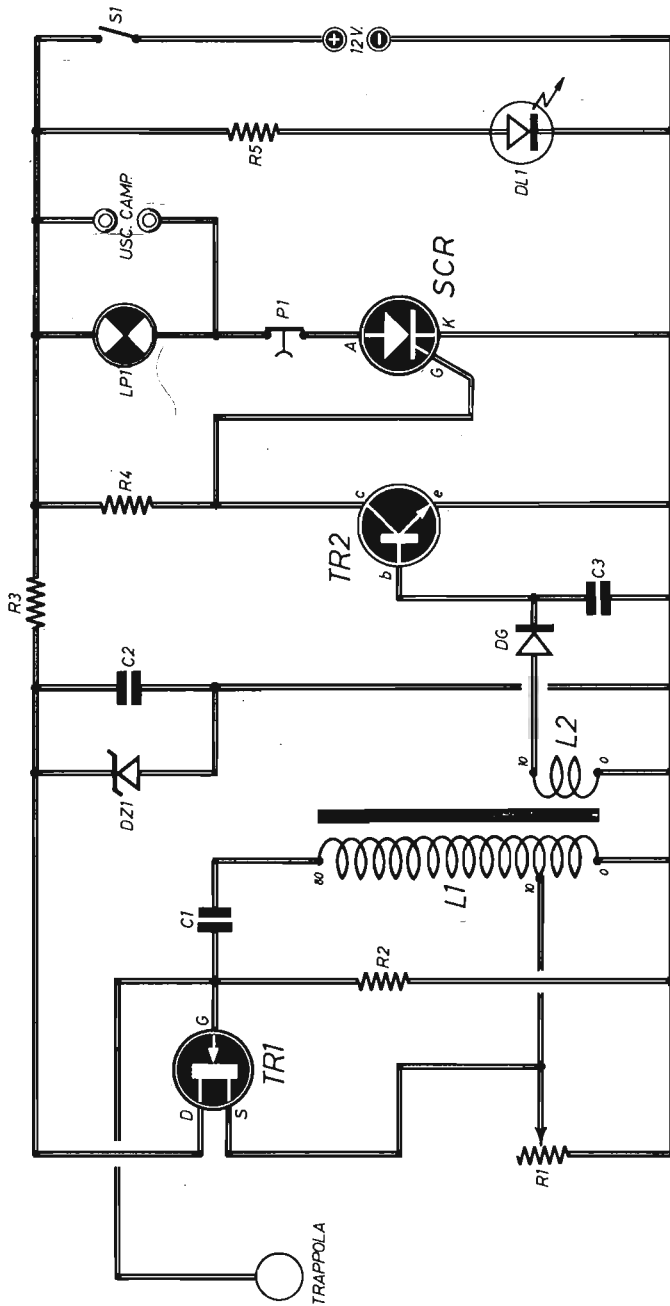 S1
12 V.
R5
DL1
USC. CAMP.
LP1
P1
A
SCR
K
G
R4
c
TR2
e
b
R3
C2
DZ1
DG
C3
10
L2
0
80
L1
10
0
C1
R2
G
TR1
D
S
R1
TRAPPOLA